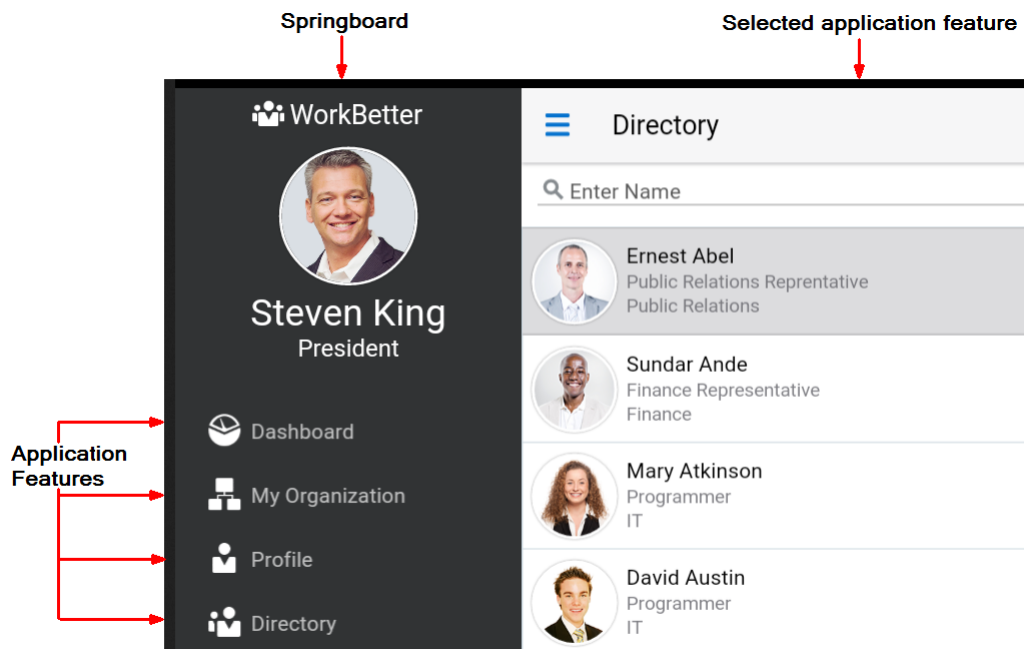 Springboard
Selected application feature
WorkBetter
Steven King
President
Application
Features
Dashboard
My Organization
Profile
Directory
Directory
Enter Name
Ernest Abel
Public Relations Reprentative
Public Relations
Sundar Ande
Finance Representative
Finance
Mary Atkinson
Programmer
IT
David Austin
Programmer
IT